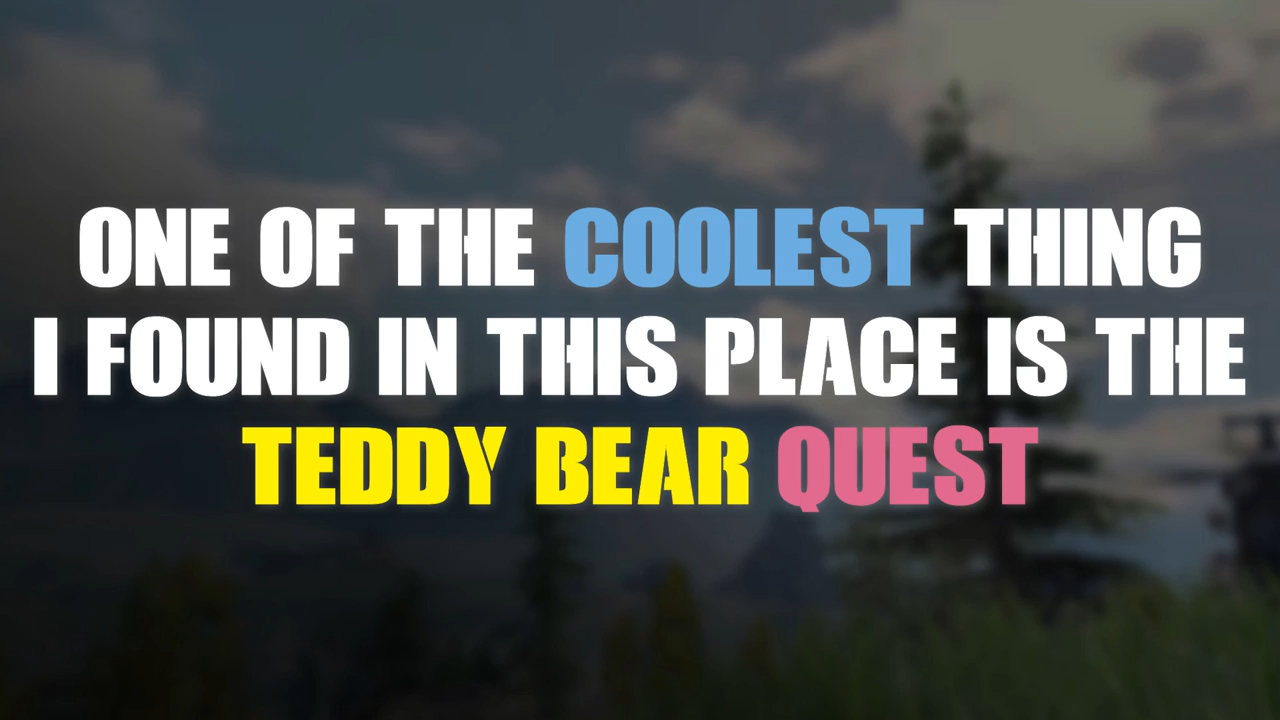 ONE OF THE COOLEST THING
I FOUND IN THIS PLACE IS THE
TEDDY BEAR QUEST